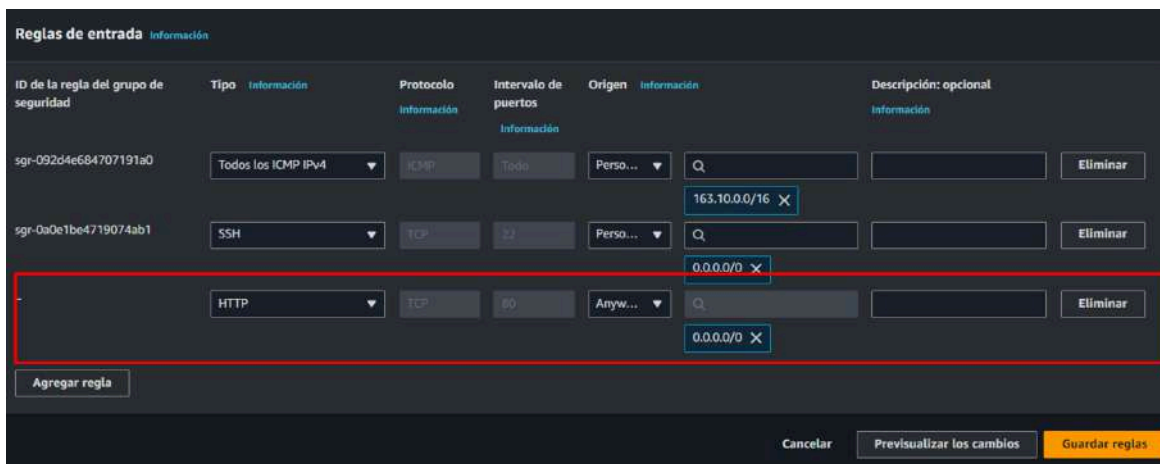 Reglas de entrada Información
ID de la regla del grupo de seguridad
Tipo Información
Protocolo Información
Intervalo de puertos Información
Origen Información
Descripción: opcional Información
sgr-092d4e684707191a0 Todos los ICMP IPv4 ICMP Todo Perso... Eliminar
163.10.0.0/16
sgr-0a0e1be4719074ab1 SSH TCP 22 Perso... Eliminar
0.0.0.0/0
- HTTP TCP 80 Anyw... Eliminar
0.0.0.0/0
Agregar regla
Cancelar Previsualizar los cambios Guardar reglas